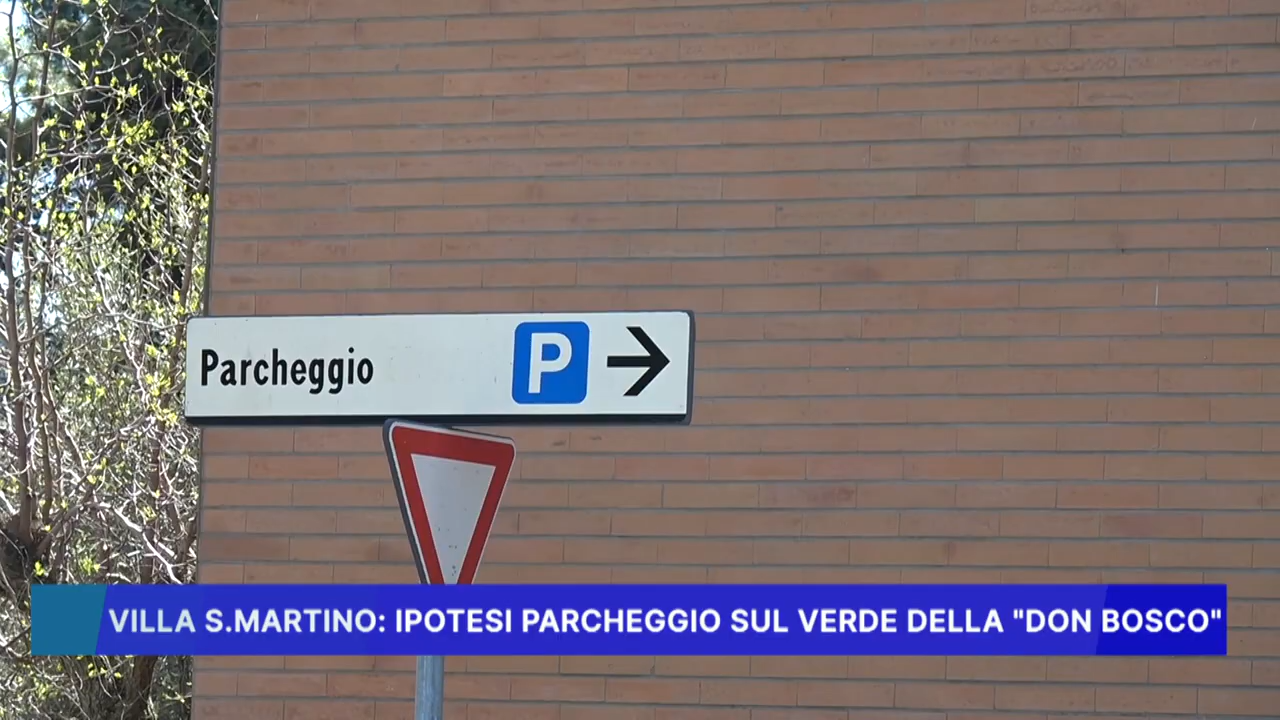 Parcheggio P
VILLA S.MARTINO: IPOTESI PARCHEGGIO SUL VERDE DELLA "DON BOSCO"